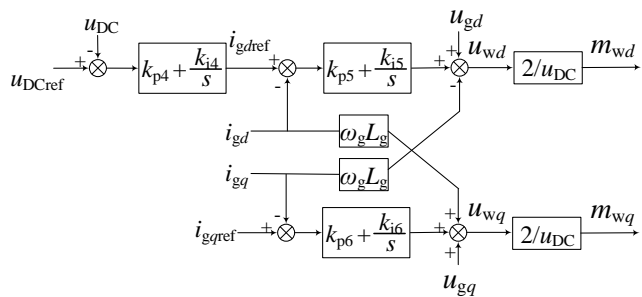 u_DC
u_DCref
+
-
k_p4 + k_i4/s
i_gdref
+
-
k_p5 + k_i5/s
u_gd
+
+
-
u_wd
2/u_DC
m_wd
i_gd
ω_g L_g
i_gq
ω_g L_g
i_gqref
-
+
k_p6 + k_i6/s
+
+
+
u_wq
2/u_DC
m_wq
u_gq